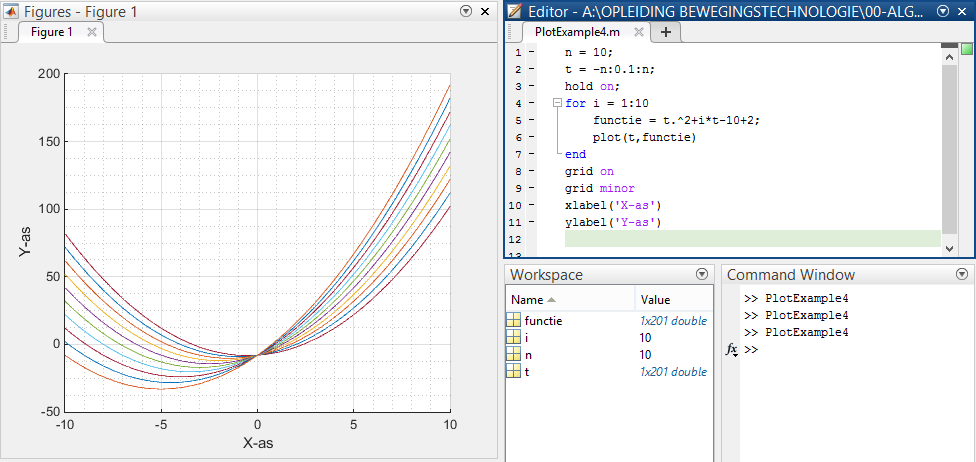 Figures - Figure 1
Figure 1
200
150
100
50
0
-50
-10
-5
0
5
10
X-as
Y-as
Editor - A:\OPLEIDING BEWEGINGSTECHNOLOGIE\00-ALG...
PlotExample4.m
1 - n = 10;
2 - t = -n:0.1:n;
3 - hold on;
4 - for i = 1:10
5 - functie = t.^2+i*t-10+2;
6 - plot(t,functie)
7 - end
8 - grid on
9 - grid minor
10 - xlabel('X-as')
11 - ylabel('Y-as')
12
13
Workspace
Name Value
functie 1x201 double
i 10
n 10
t 1x201 double
Command Window
>> PlotExample4
>> PlotExample4
>> PlotExample4
fx >>